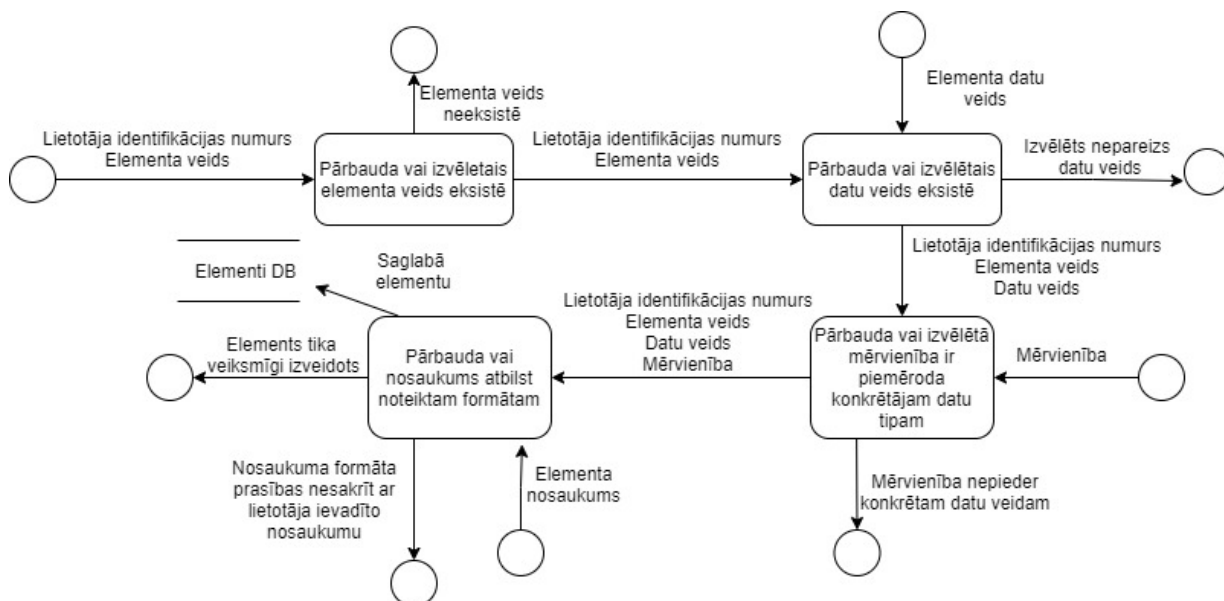 Elementa veids
neeksistē
Elementa datu
veids
Lietotāja identifikācijas numurs
Elementa veids
Pārbauda vai izvēletais
elementa veids eksistē
Lietotāja identifikācijas numurs
Elementa veids
Pārbauda vai izvēlētais
datu veids eksistē
Izvēlēts nepareizs
datu veids
Elementi DB
Saglabā
elementu
Lietotāja identifikācijas numurs
Elementa veids
Datu veids
Elements tika
veiksmīgi izveidots
Pārbauda vai
nosaukums atbilst
noteiktam formātam
Lietotāja identifikācijas numurs
Elementa veids
Datu veids
Mērvienība
Pārbauda vai izvēlētā
mērvienība ir
piemēroda
konkrētājam datu
tipam
Mērvienība
Nosaukuma formāta
prasības nesakrīt ar
lietotāja ievadīto
nosaukumu
Elementa
nosaukums
Mērvienība nepieder
konkrētam datu veidam